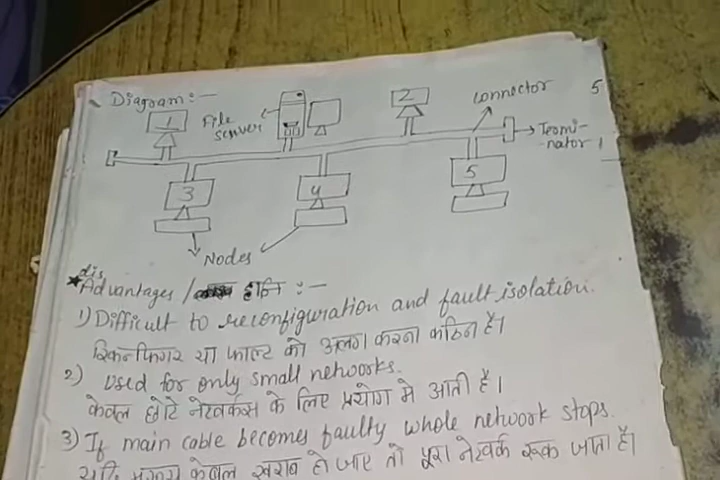 Diagram:-
1
File
server
2
Connector
5
Termi-
nator
3
4
5
Nodes
*disAdvantages / हानि :-
1) Difficult to reconfiguration and fault isolation.
रिकन्फिगर या फाल्ट को अलग करना कठिन है।
2) Used for only small networks.
केवल छोटे नेटवर्कस के लिए प्रयोग मे आती है।
3) If main cable becomes faulty whole network stops.
यदि मुख्य केबल खराब हो जाए तो पूरा नेटवर्क रूक जाता है।